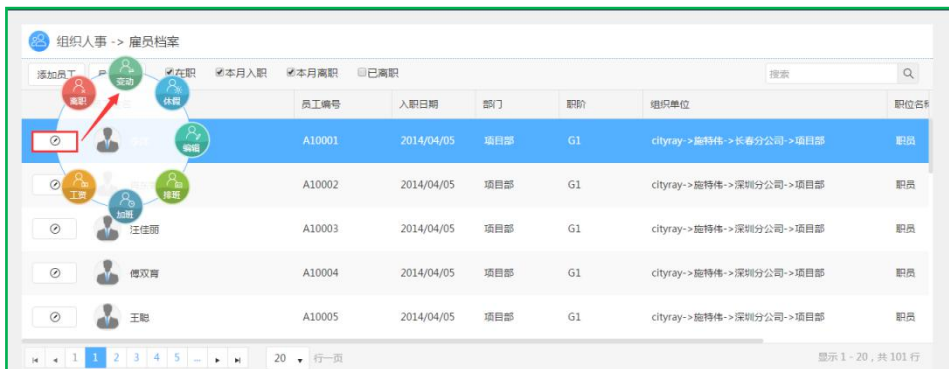 组织人事 -> 雇员档案
添加员工 在职 本月入职 本月离职 已离职 搜索
变动
离职
休假
编辑
排班
加班
工资
员工编号 入职日期 部门 职阶 组织单位 职位名称
A10001 2014/04/05 项目部 G1 cityray->施特伟->长春分公司->项目部 职员
A10002 2014/04/05 项目部 G1 cityray->施特伟->深圳分公司->项目部 职员
汪佳丽 A10003 2014/04/05 项目部 G1 cityray->施特伟->深圳分公司->项目部 职员
傅双育 A10004 2014/04/05 项目部 G1 cityray->施特伟->深圳分公司->项目部 职员
王聪 A10005 2014/04/05 项目部 G1 cityray->施特伟->深圳分公司->项目部 职员
1 1 2 3 4 5 ... 20 行一页 显示 1 - 20 , 共 101 行